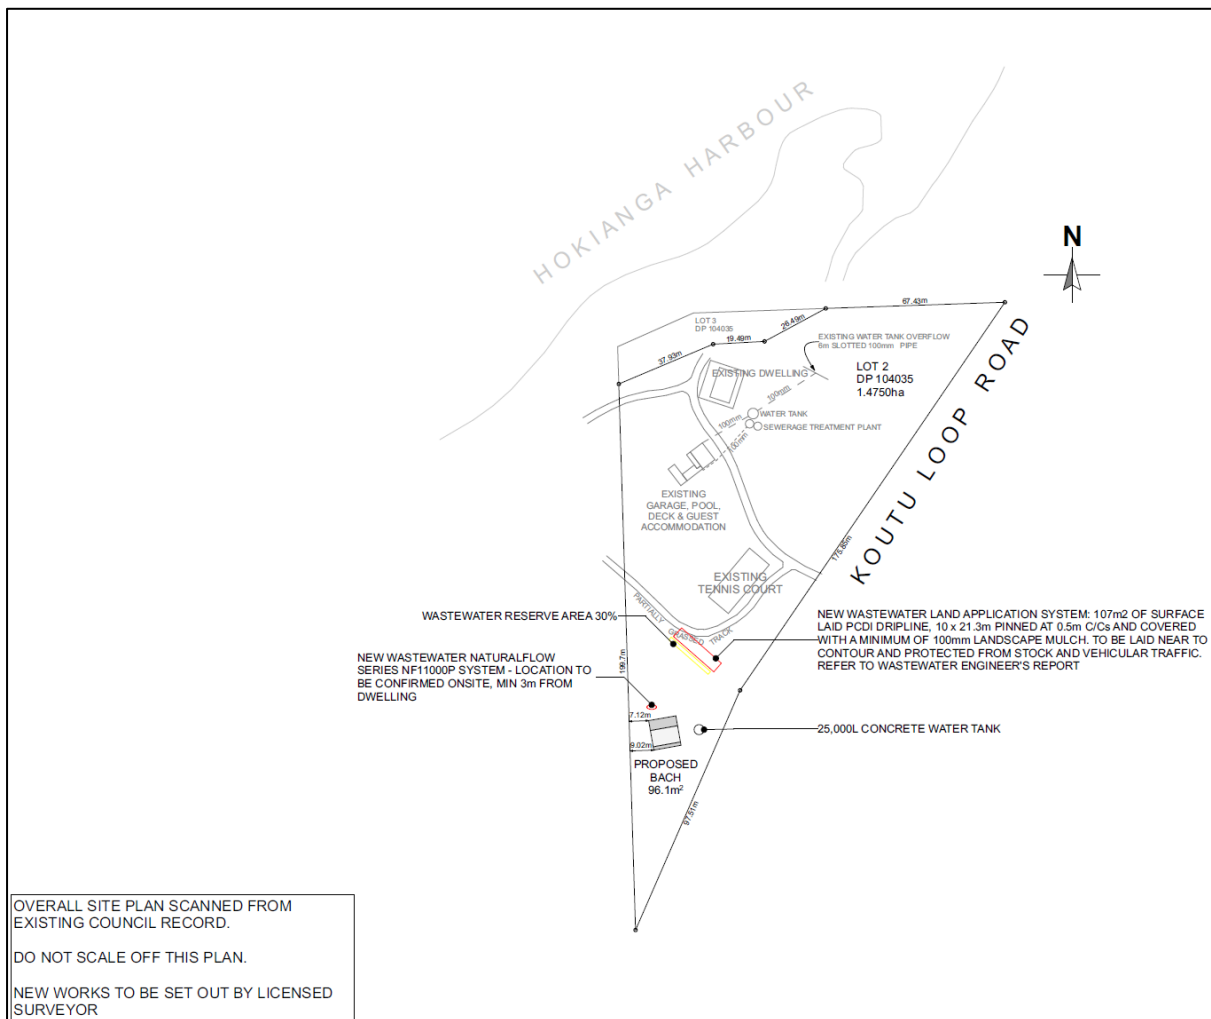 HOKIANGA HARBOUR
N
67.43m
LOT 3
DP 104035
26.49m
19.49m
37.93m
EXISTING WATER TANK OVERFLOW
6m SLOTTED 100mm PIPE
EXISTING DWELLING
LOT 2
DP 104035
1.4750ha
100mm
WATER TANK
100mm
SEWERAGE TREATMENT PLANT
100mm
KOUTU LOOP ROAD
EXISTING
GARAGE, POOL,
DECK & GUEST
ACCOMMODATION
175.85m
EXISTING
TENNIS COURT
PARTIALLY GRASSED TRACK
WASTEWATER RESERVE AREA 30%
NEW WASTEWATER LAND APPLICATION SYSTEM: 107m2 OF SURFACE
LAID PCDI DRIPLINE, 10 x 21.3m PINNED AT 0.5m C/Cs AND COVERED
WITH A MINIMUM OF 100mm LANDSCAPE MULCH. TO BE LAID NEAR TO
CONTOUR AND PROTECTED FROM STOCK AND VEHICULAR TRAFFIC.
REFER TO WASTEWATER ENGINEER'S REPORT
NEW WASTEWATER NATURALFLOW
SERIES NF11000P SYSTEM - LOCATION TO
BE CONFIRMED ONSITE, MIN 3m FROM
DWELLING
199.7m
7.12m
9.02m
25,000L CONCRETE WATER TANK
PROPOSED
BACH
96.1m²
97.51m
OVERALL SITE PLAN SCANNED FROM
EXISTING COUNCIL RECORD.
DO NOT SCALE OFF THIS PLAN.
NEW WORKS TO BE SET OUT BY LICENSED
SURVEYOR